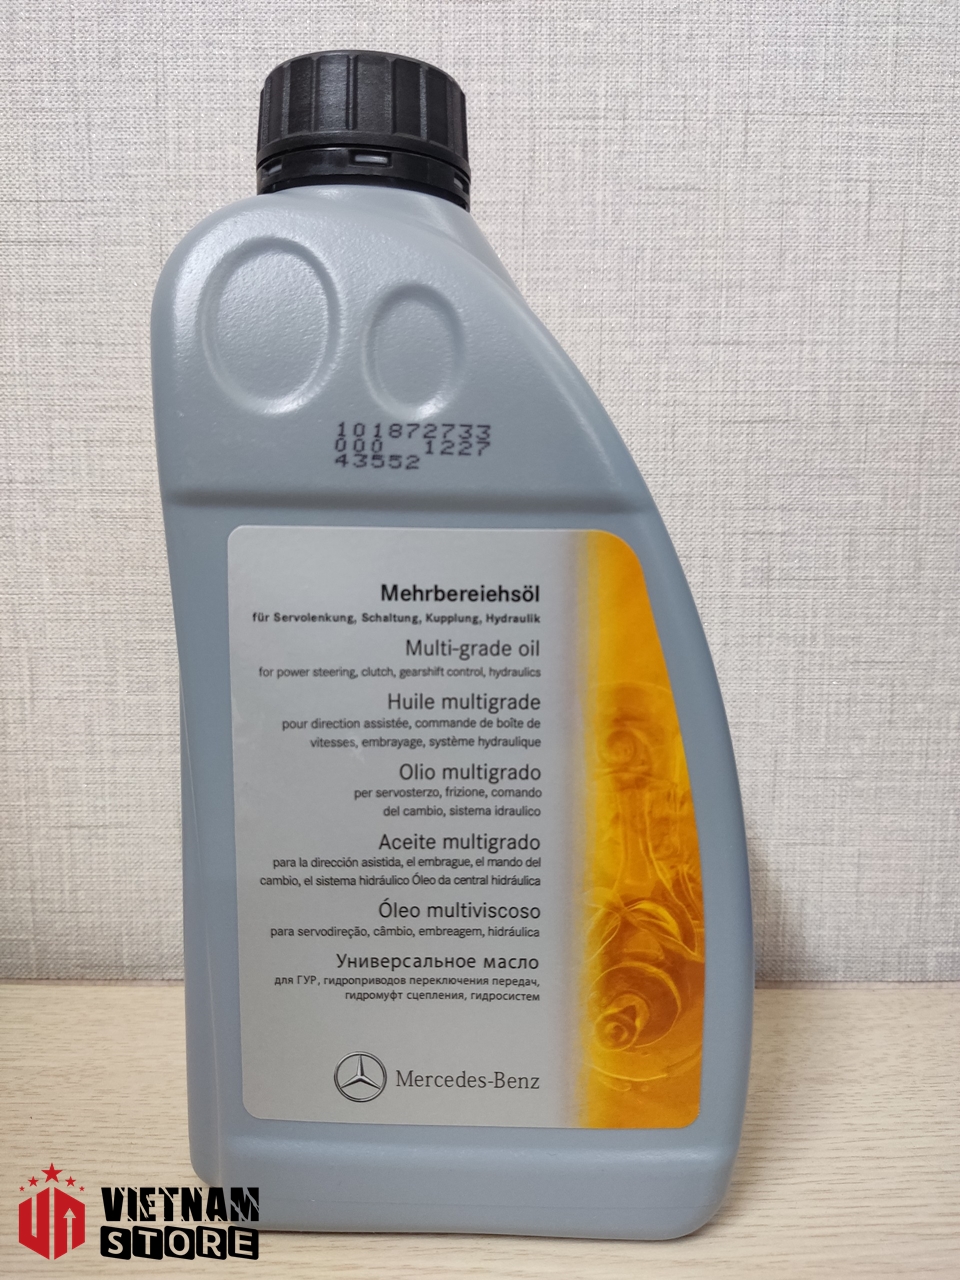 101872733
000 1227
43552
Mehrbereiehsöl
für Servolenkung, Schaltung, Kupplung, Hydraulik
Multi-grade oil
for power steering, clutch, gearshift control, hydraulics
Huile multigrade
pour direction assistée, commande de boîte de
vitesses, embrayage, système hydraulique
Olio multigrado
per servosterzo, frizione, comando
del cambio, sistema idraulico
Aceite multigrado
para la dirección asistida, el embrague, el mando del
cambio, el sistema hidráulico Óleo da central hidráulica
Óleo multiviscoso
para servodireção, câmbio, embreagem, hidráulica
Универсальное масло
для ГУР, гидроприводов переключения передач,
гидромуфт сцепления, гидросистем
Mercedes-Benz
VIETNAM
STORE